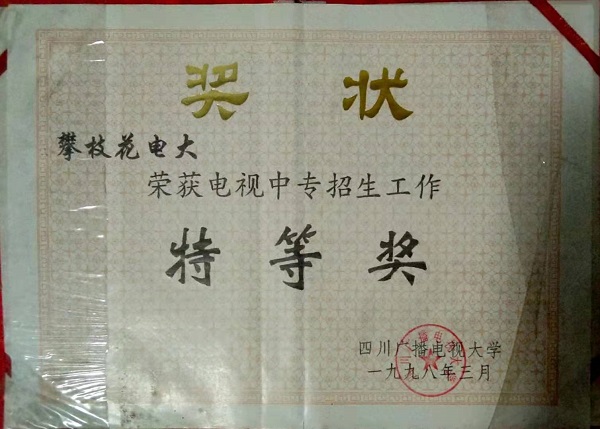 奖状
攀枝花电大
荣获电视中专招生工作
特等奖
四川广播电视大学
一九九八年三月